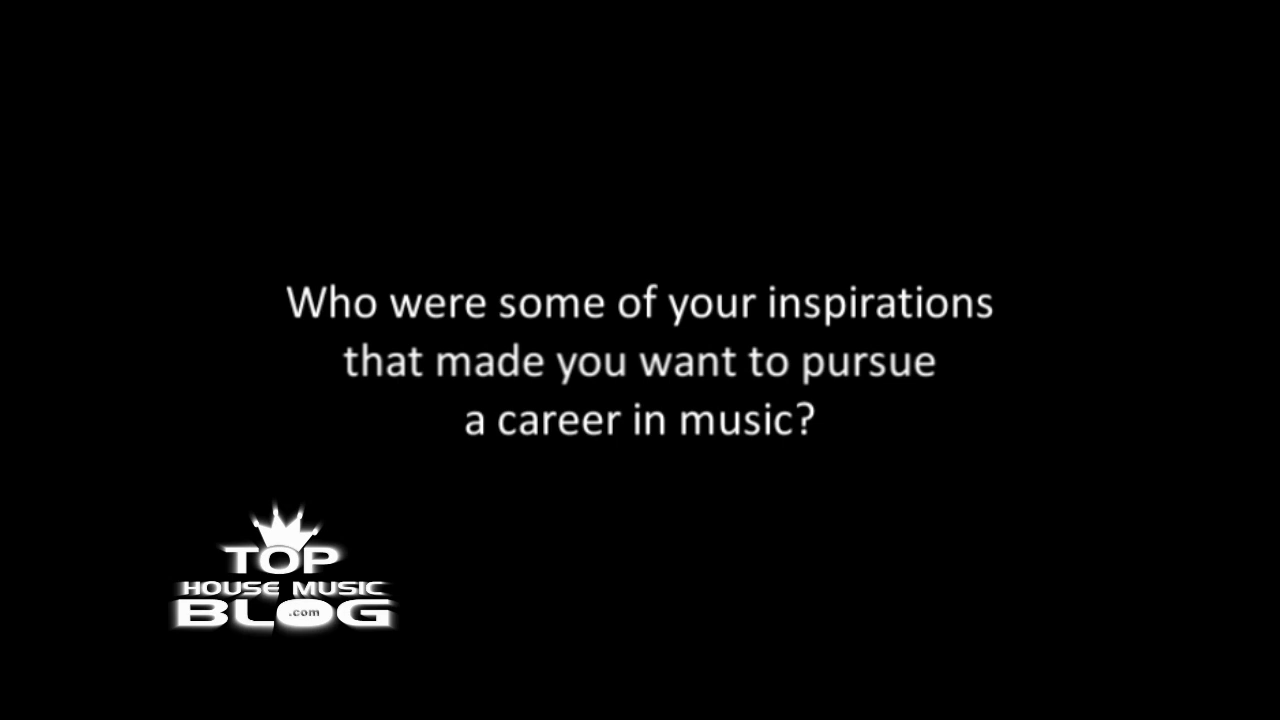 Who were some of your inspirations
that made you want to pursue
a career in music?
TOP
HOUSE MUSIC
BLOG
.com